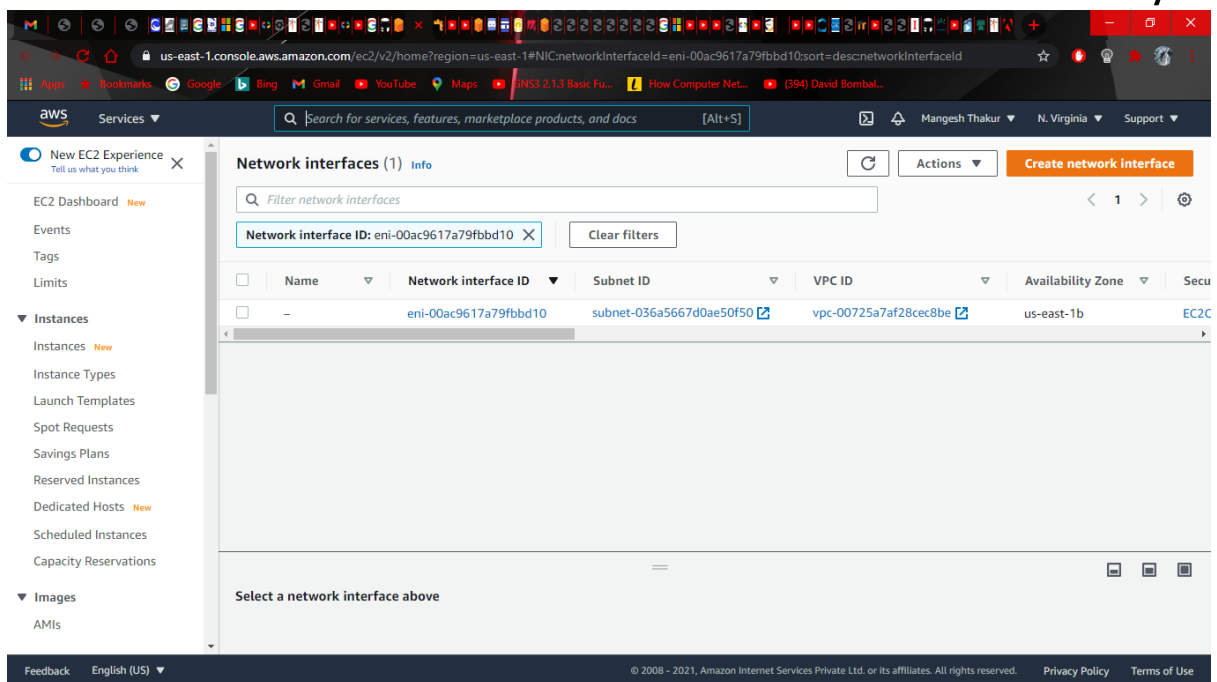 us-east-1.console.aws.amazon.com/ec2/v2/home?region=us-east-1#NIC:networkInterfaceId=eni-00ac9617a79fbbd10;sort=desc:networkInterfaceId
Apps Bookmarks Google Bing Gmail YouTube Maps GNS3 2.1.3 Basic Fu... How Computer Net... (394) David Bombal...
aws Services ▼ Search for services, features, marketplace products, and docs [Alt+S] Mangesh Thakur ▼ N. Virginia ▼ Support ▼
New EC2 Experience
Tell us what you think
EC2 Dashboard New
Events
Tags
Limits
Instances
Instances New
Instance Types
Launch Templates
Spot Requests
Savings Plans
Reserved Instances
Dedicated Hosts New
Scheduled Instances
Capacity Reservations
Images
AMIs
Network interfaces (1) Info
Actions ▼ Create network interface
Filter network interfaces
1
Network interface ID: eni-00ac9617a79fbbd10 Clear filters
Name Network interface ID Subnet ID VPC ID Availability Zone Secu
– eni-00ac9617a79fbbd10 subnet-036a5667d0ae50f50 vpc-00725a7af28cec8be us-east-1b EC2C
Select a network interface above
Feedback English (US) ▼ © 2008 - 2021, Amazon Internet Services Private Ltd. or its affiliates. All rights reserved. Privacy Policy Terms of Use